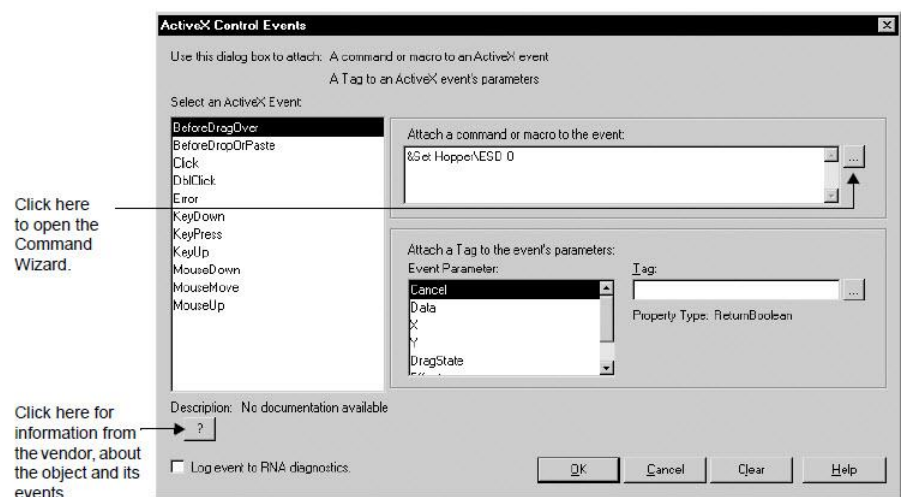 ActiveX Control Events
Use this dialog box to attach: A command or macro to an ActiveX event
A Tag to an ActiveX event's parameters
Select an ActiveX Event:
BeforeDragOver
BeforeDropOrPaste
Click
DblClick
Error
KeyDown
KeyPress
KeyUp
MouseDown
MouseMove
MouseUp
Attach a command or macro to the event:
&Set Hopper\ESD 0
...
Attach a Tag to the event's parameters:
Event Parameter:
Cancel
Data
X
Y
DragState
Tag:
...
Property Type: ReturnBoolean
Description: No documentation available
?
Log event to RNA diagnostics.
OK
Cancel
Clear
Help
Click here
to open the
Command
Wizard.
Click here for
information from
the vendor, about
the object and its
events.